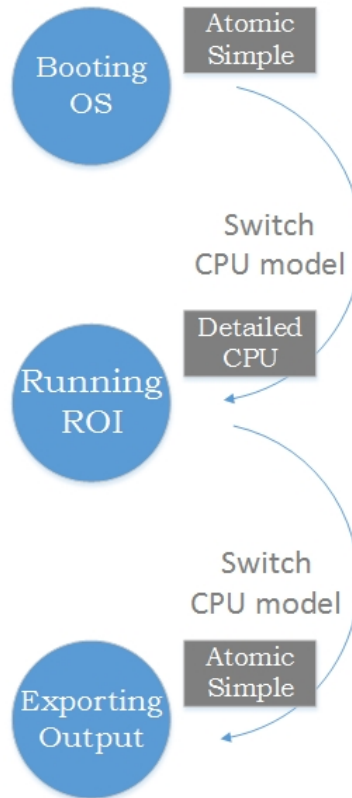 Booting
OS
Atomic
Simple
Switch
CPU model
Running
ROI
Detailed
CPU
Switch
CPU model
Exporting
Output
Atomic
Simple